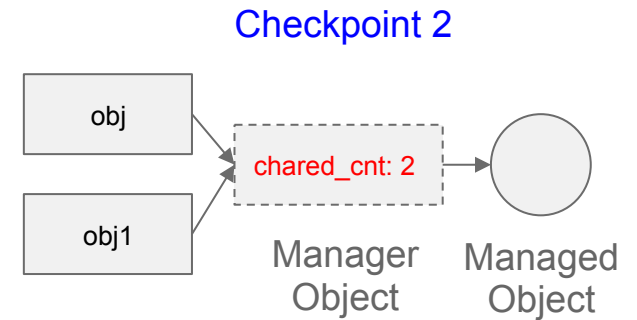 Checkpoint 2
obj
chared_cnt: 2
obj1
Manager
Object
Managed
Object